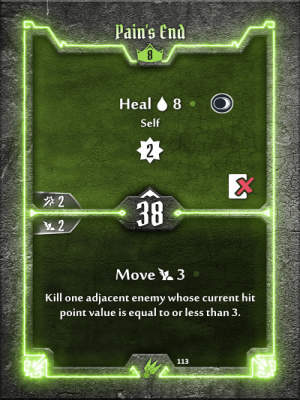 Pain's End
8
Heal 8
Self
2
2
38
2
Move 3
Kill one adjacent enemy whose current hit
point value is equal to or less than 3.
113